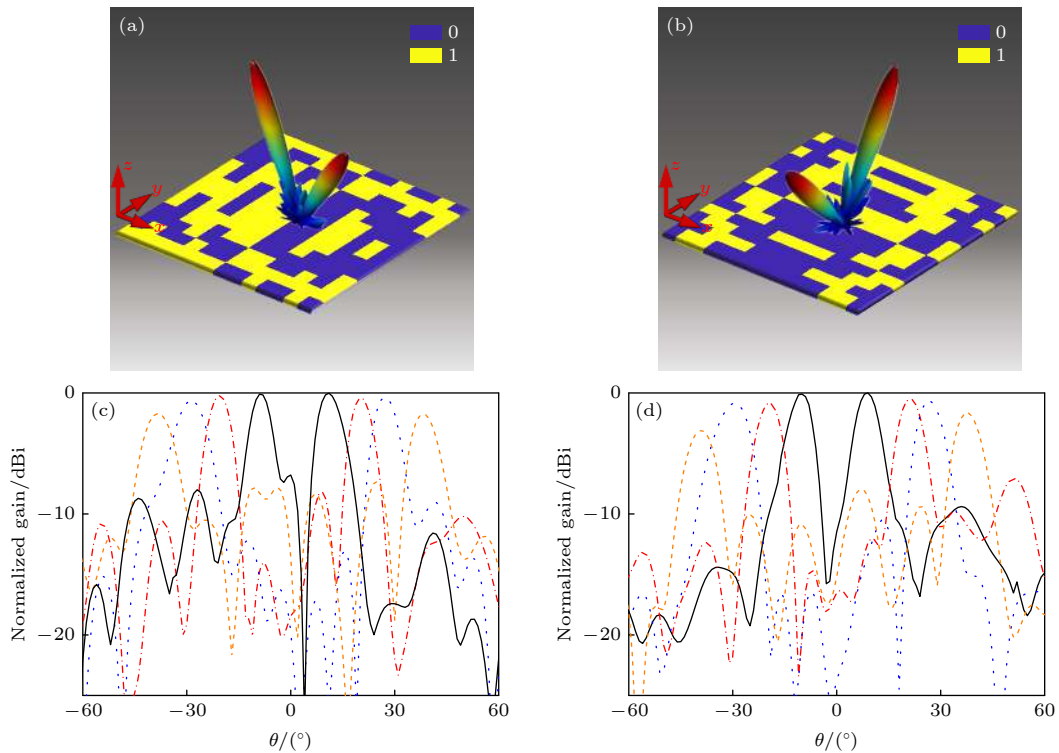 (a)
0
1
z
y
x
(b)
0
1
z
y
x
(c)
0
−10
−20
Normalized gain/dBi
−60
−30
0
30
60
θ/(°)
(d)
0
−10
−20
Normalized gain/dBi
−60
−30
0
30
60
θ/(°)